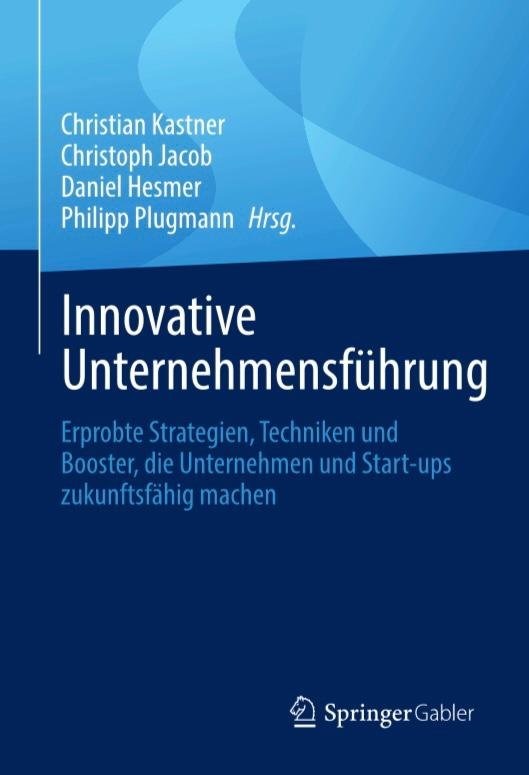 Christian Kastner
Christoph Jacob
Daniel Hesmer
Philipp Plugmann Hrsg.
Innovative
Unternehmensführung
Erprobte Strategien, Techniken und
Booster, die Unternehmen und Start-ups
zukunftsfähig machen
Springer Gabler